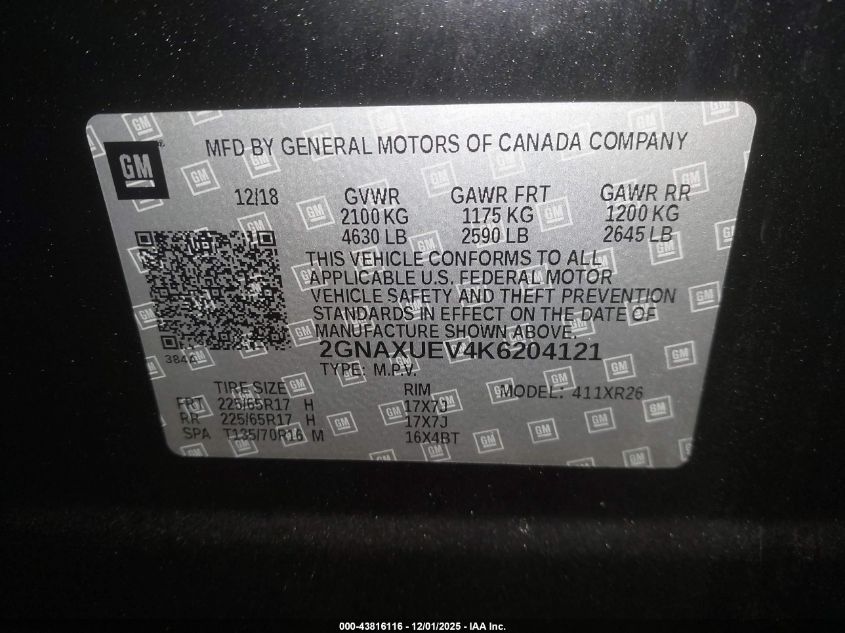 GM
MFD BY GENERAL MOTORS OF CANADA COMPANY
12/18 GVWR GAWR FRT GAWR RR
2100 KG 1175 KG 1200 KG
4630 LB 2590 LB 2645 LB
THIS VEHICLE CONFORMS TO ALL
APPLICABLE U.S. FEDERAL MOTOR
VEHICLE SAFETY AND THEFT PREVENTION
STANDARDS IN EFFECT ON THE DATE OF
MANUFACTURE SHOWN ABOVE.
384A
2GNAXUEV4K6204121
TYPE: M.P.V.
TIRE SIZE RIM MODEL: 411XR26
FRT 225/65R17 H 17X7J
RR 225/65R17 H 17X7J
SPA T135/70R16 M 16X4BT
000-43816116 - 12/01/2025 - IAA Inc.